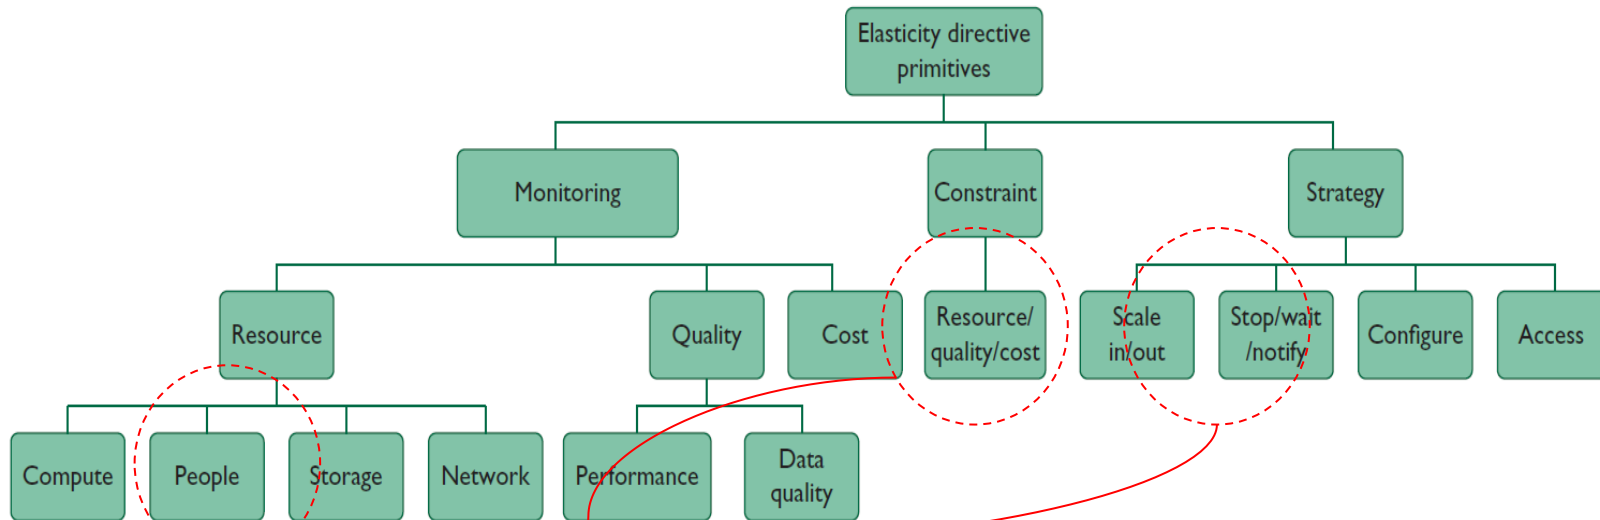 Elasticity directive
primitives
Monitoring
Constraint
Strategy
Resource
Quality
Cost
Resource/
quality/cost
Scale
in/out
Stop/wait
/notify
Configure
Access
Compute
People
Storage
Network
Performance
Data
quality